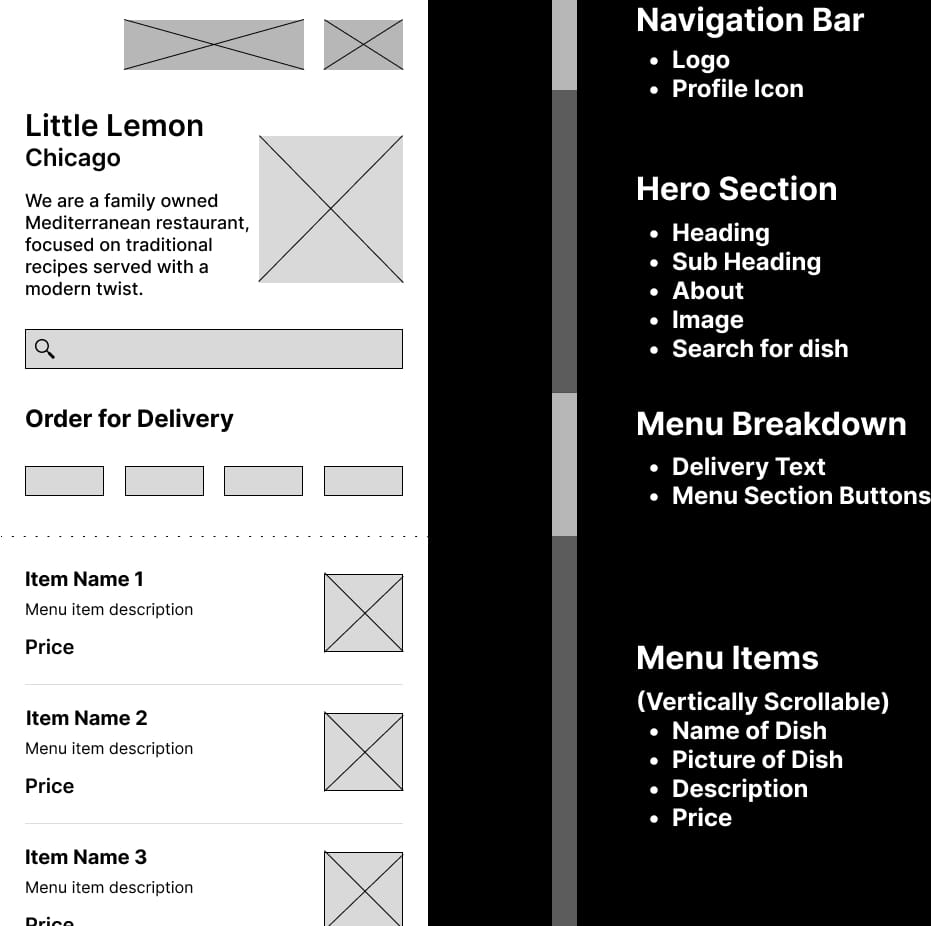 Little Lemon
Chicago
We are a family owned
Mediterranean restaurant,
focused on traditional
recipes served with a
modern twist.
Order for Delivery
Item Name 1
Menu item description
Price
Item Name 2
Menu item description
Price
Item Name 3
Menu item description
Price
Navigation Bar
• Logo
• Profile Icon
Hero Section
• Heading
• Sub Heading
• About
• Image
• Search for dish
Menu Breakdown
• Delivery Text
• Menu Section Buttons
Menu Items
(Vertically Scrollable)
• Name of Dish
• Picture of Dish
• Description
• Price